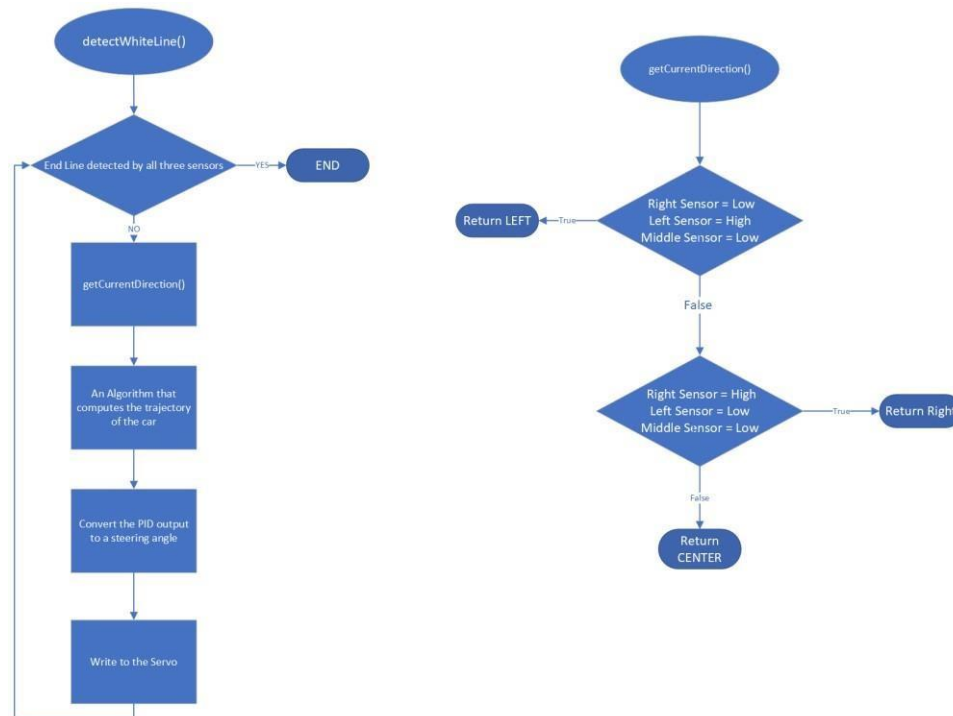 detectWhiteLine()
End Line detected by all three sensors
YES
END
NO
getCurrentDirection()
An Algorithm that
computes the trajectory
of the car
Convert the PID output
to a steering angle
Write to the Servo
getCurrentDirection()
Right Sensor = Low
Left Sensor = High
Middle Sensor = Low
True
Return LEFT
False
Right Sensor = High
Left Sensor = Low
Middle Sensor = Low
True
Return Right
False
Return
CENTER